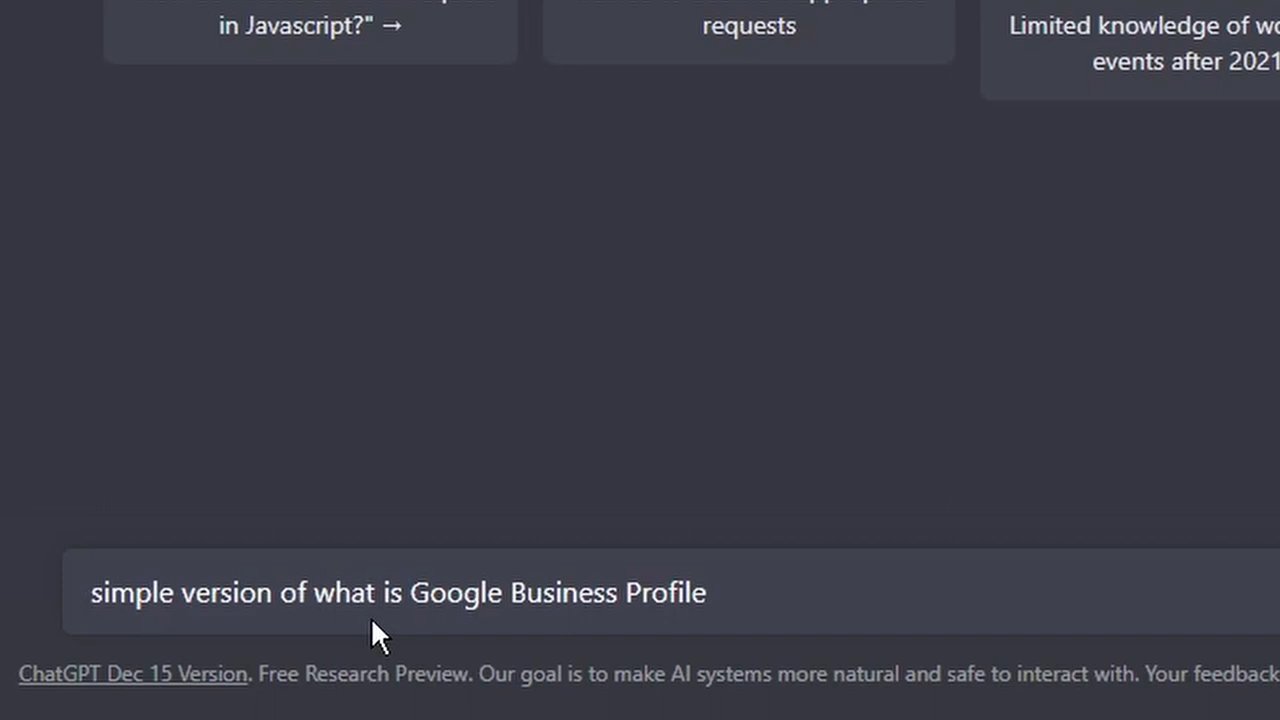 in Javascript?" →
requests
Limited knowledge of
events after 2021
simple version of what is Google Business Profile
ChatGPT Dec 15 Version. Free Research Preview. Our goal is to make AI systems more natural and safe to interact with. Your feedback